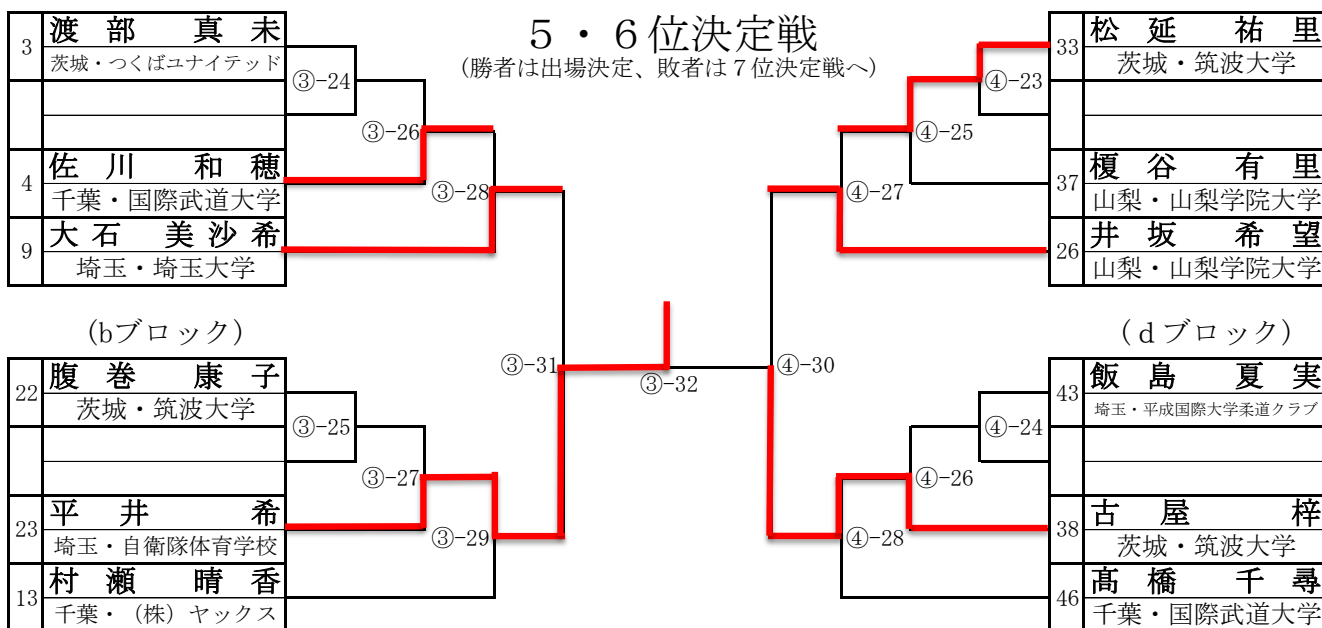 ５・６位決定戦
(勝者は出場決定、敗者は７位決定戦へ)
3
渡部 真未
茨城・つくばユナイテッド
③-24
③-26
4
佐川 和穂
千葉・国際武道大学
③-28
9
大石 美沙希
埼玉・埼玉大学
(bブロック)
③-31
22
腹巻 康子
茨城・筑波大学
③-25
③-27
23
平井 希
埼玉・自衛隊体育学校
③-29
13
村瀬 晴香
千葉・（株）ヤックス
③-32
33
松延 祐里
茨城・筑波大学
④-23
④-25
37
榎谷 有里
山梨・山梨学院大学
④-27
26
井坂 希望
山梨・山梨学院大学
(ｄブロック)
④-30
43
飯島 夏実
埼玉・平成国際大学柔道クラブ
④-24
④-26
38
古屋 梓
茨城・筑波大学
④-28
46
髙橋 千尋
千葉・国際武道大学